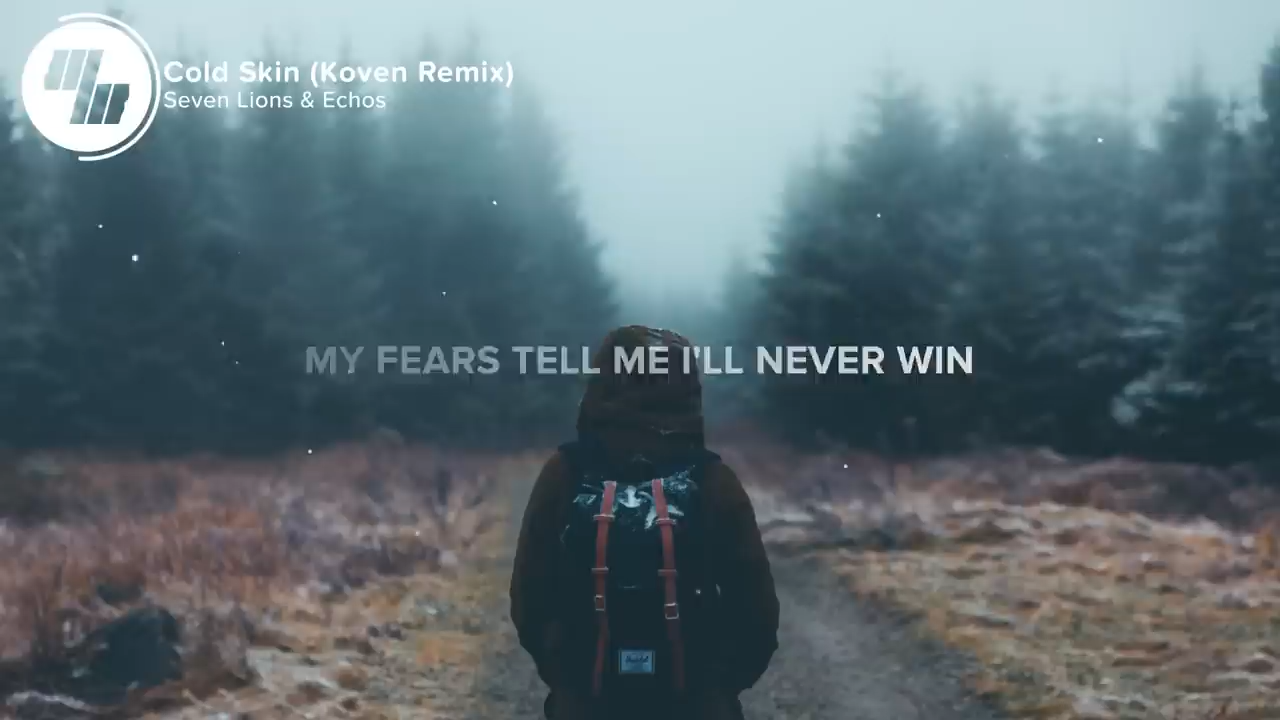 Cold Skin (Koven Remix)
Seven Lions & Echos
MY FEARS TELL ME I'LL NEVER WIN